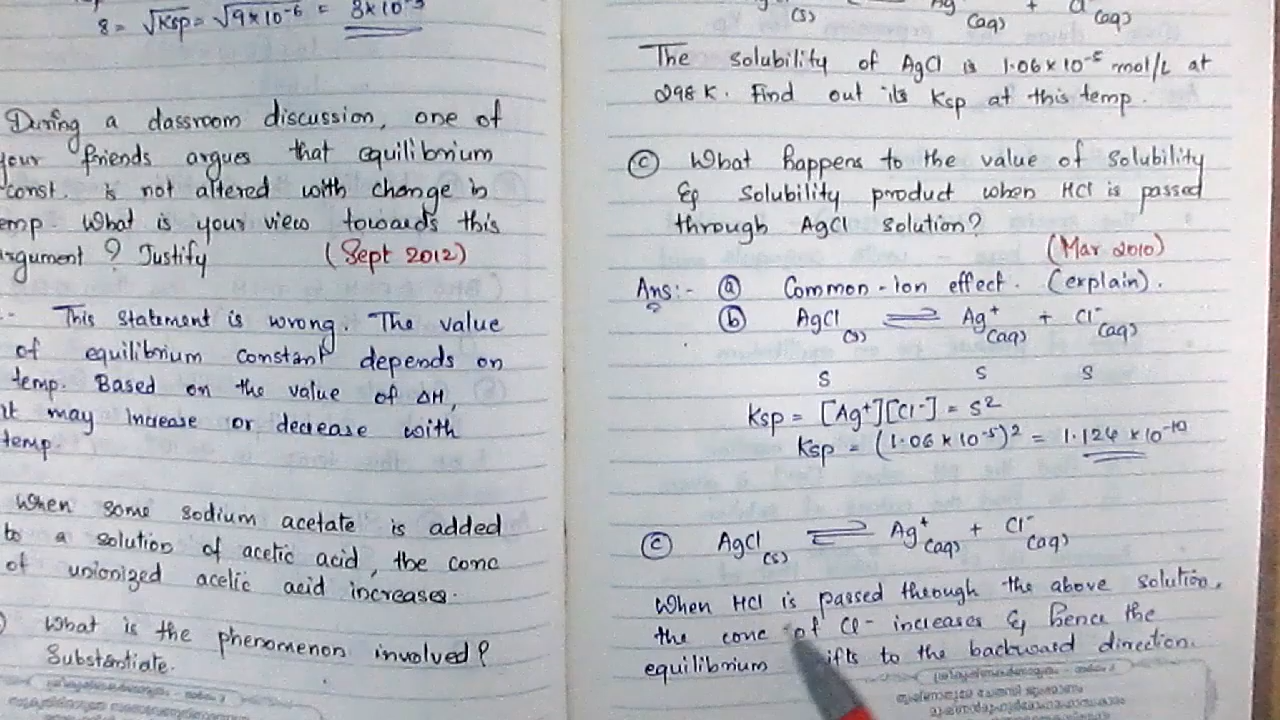 8 = √Ksp = √9×10⁻⁶ = 3×10⁻³
During a classroom discussion, one of
your friends argues that equilibrium
const. is not altered with change in
temp. What is your view towards this
argument? Justify (Sept 2012)
:- This statement is wrong. The value
of equilibrium constant depends on
temp. Based on the value of ΔH,
it may increase or decrease with
temp.
When some sodium acetate is added
to a solution of acetic acid, the conc
of unionized acetic acid increases.
) What is the phenomenon involved?
Substantiate.
(s) Ag (aq) + Cl (aq)
The solubility of AgCl is 1.06×10⁻⁵ mol/L at
298 K. Find out its Ksp at this temp.
(c) What happens to the value of solubility
& solubility product when HCl is passed
through AgCl solution?
(Mar 2010)
Ans:- (a) Common-ion effect. (explain).
(b) AgCl (s) ⇌ Ag⁺ (aq) + Cl⁻ (aq)
S S S
Ksp = [Ag⁺][Cl⁻] = S²
Ksp = (1.06×10⁻⁵)² = 1.124×10⁻¹⁰
(c) AgCl (s) ⇌ Ag⁺ (aq) + Cl⁻ (aq)
When HCl is passed through the above solution,
the conc of Cl⁻ increases & hence the
equilibrium ifts to the backward direction.